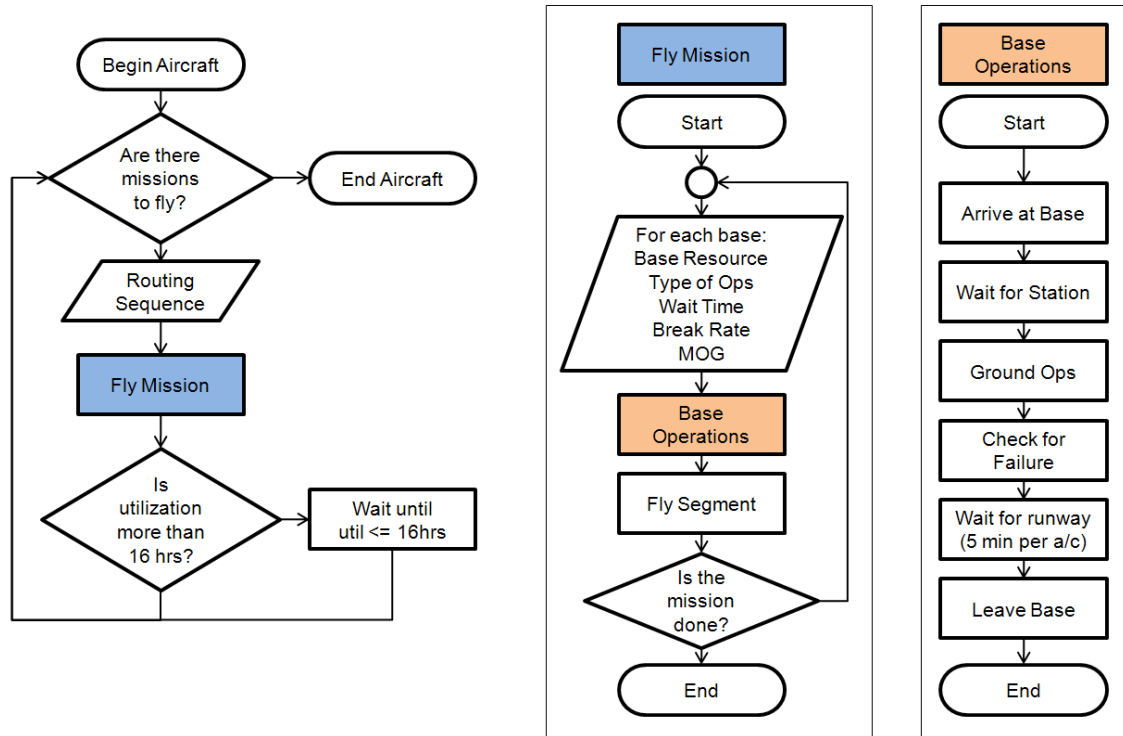 Begin Aircraft
Are there
missions
to fly?
End Aircraft
Routing
Sequence
Fly Mission
Is
utilization
more than
16 hrs?
Wait until
util <= 16hrs
Fly Mission
Start
For each base:
Base Resource
Type of Ops
Wait Time
Break Rate
MOG
Base
Operations
Fly Segment
Is the
mission
done?
End
Base
Operations
Start
Arrive at Base
Wait for Station
Ground Ops
Check for
Failure
Wait for runway
(5 min per a/c)
Leave Base
End